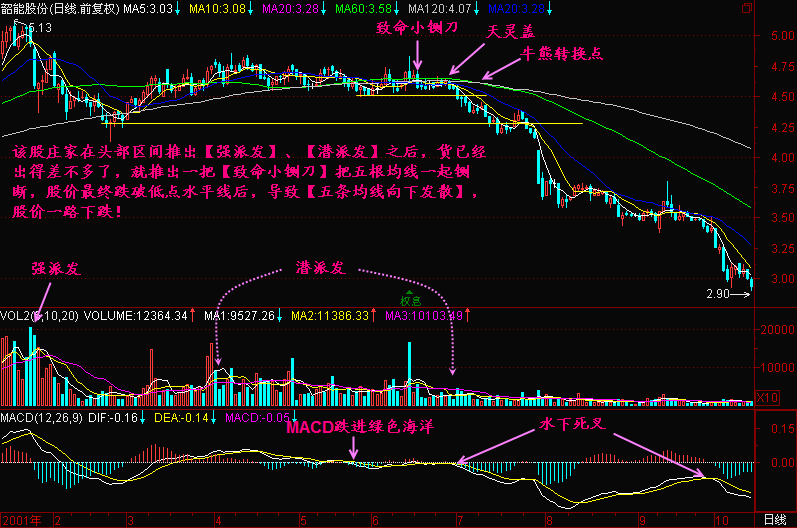 韶能股份(日线.前复权) MA5:3.03↓ MA10:3.08↓ MA20:3.28↓ MA60:3.58↓ MA120:4.07↓ MA20:3.28↓
5.13
致命小铡刀
天灵盖
牛熊转换点
5.00
4.75
4.50
4.25
4.00
3.75
3.50
3.25
3.00
该股庄家在头部区间推出【强派发】、【潜派发】之后，货已经
出得差不多了，就推出一把【致命小铡刀】把五根均线一起铡
断，股价最终跌破低点水平线后，导致【五条均线向下发散】，
股价一路下跌！
强派发
潜派发
权息
2.90
VOL2(5,10,20) VOLUME:12364.34↑ MA1:9527.26↓ MA2:11386.33↑ MA3:10103.49↑
20000
10000
X10
MACD(12,26,9) DIF:-0.16↓ DEA:-0.14↓ MACD:-0.05↓
MACD跌进绿色海洋
水下死叉
0.15
0.00
2001年 2 3 4 5 6 7 8 9 10 日线